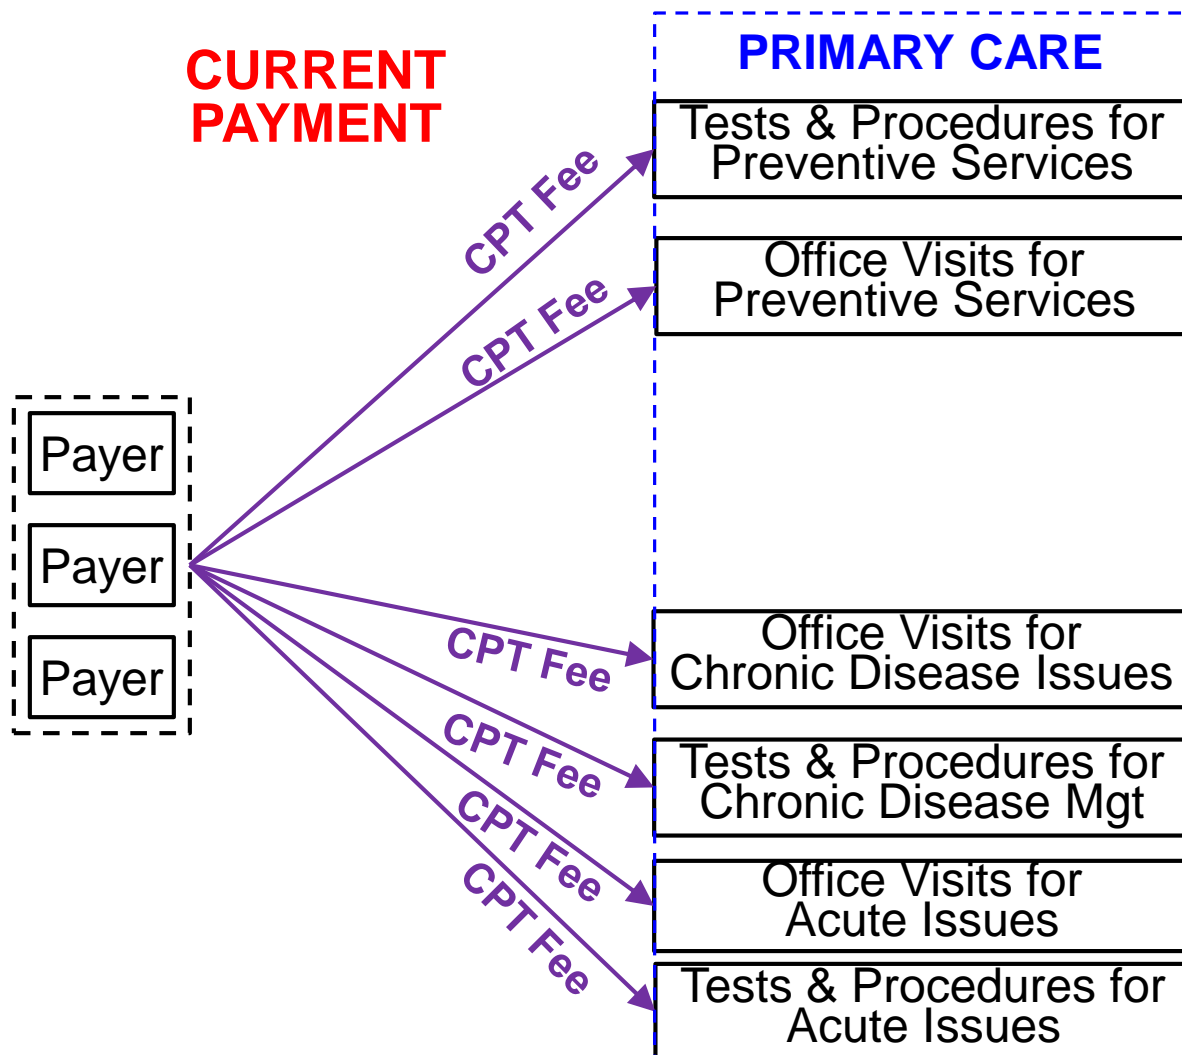 CURRENT
PAYMENT
PRIMARY CARE
Tests & Procedures for
Preventive Services
CPT Fee
Office Visits for
Preventive Services
CPT Fee
Payer
Payer
Payer
Office Visits for
Chronic Disease Issues
CPT Fee
Tests & Procedures for
Chronic Disease Mgt
CPT Fee
Office Visits for
Acute Issues
CPT Fee
Tests & Procedures for
Acute Issues
CPT Fee